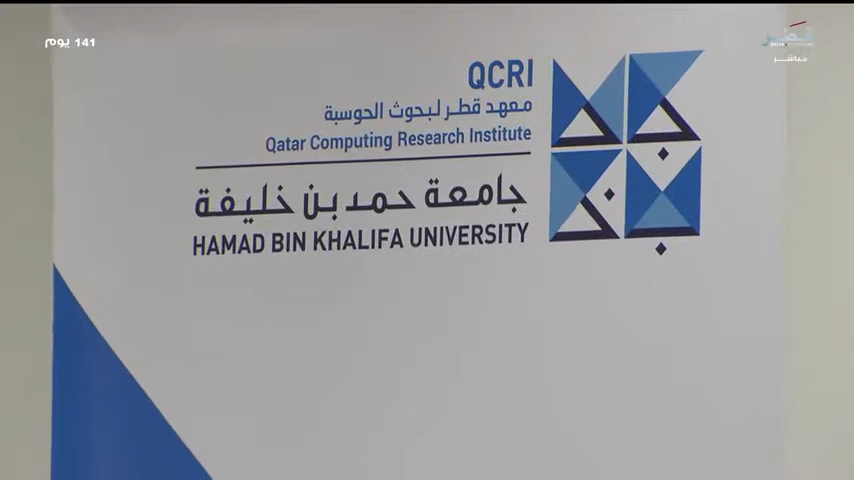 141 يوم
قطر
مباشر
QCRI
معهد قطر لبحوث الحوسبة
Qatar Computing Research Institute
جامعة حمد بن خليفة
HAMAD BIN KHALIFA UNIVERSITY